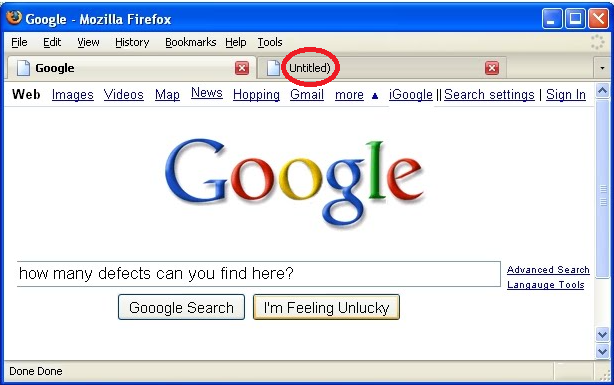 Google - Mozilla Firefox
File Edit View History Bookmarks Help Tools
Google Untitled)
Web Images Videos Map News Hopping Gmail more ▲ iGoogle || Search settings | Sign In
Google
how many defects can you find here?
Advanced Search
Langauge Tools
Gooogle Search I'm Feeling Unlucky
Done Done